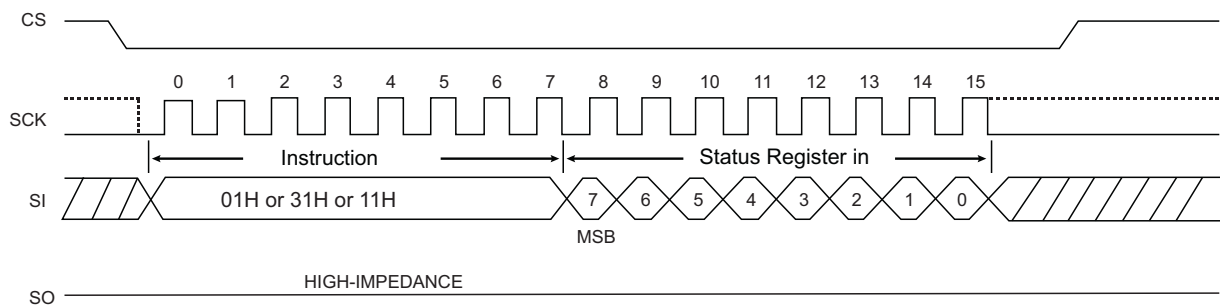 CS
0 1 2 3 4 5 6 7 8 9 10 11 12 13 14 15
SCK
Instruction Status Register in
SI 01H or 31H or 11H 7 6 5 4 3 2 1 0
MSB
HIGH-IMPEDANCE
SO